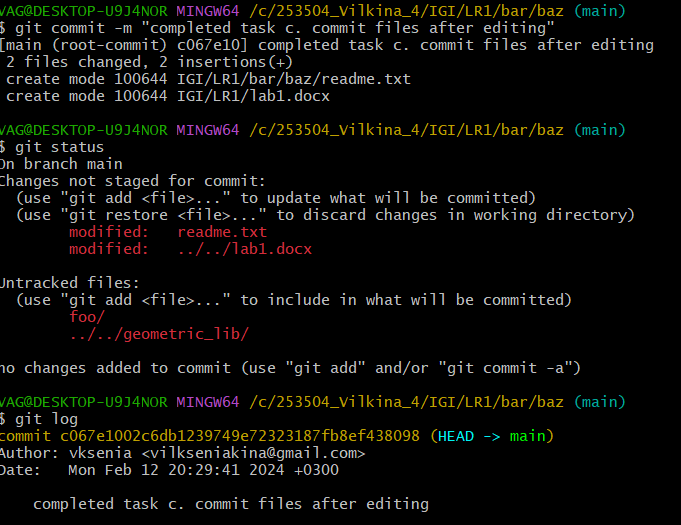 VAG@DESKTOP-U9J4NOR MINGW64 /c/253504_Vilkina_4/IGI/LR1/bar/baz (main)
$ git commit -m "completed task c. commit files after editing"
[main (root-commit) c067e10] completed task c. commit files after editing
2 files changed, 2 insertions(+)
create mode 100644 IGI/LR1/bar/baz/readme.txt
create mode 100644 IGI/LR1/lab1.docx
VAG@DESKTOP-U9J4NOR MINGW64 /c/253504_Vilkina_4/IGI/LR1/bar/baz (main)
$ git status
On branch main
Changes not staged for commit:
(use "git add <file>..." to update what will be committed)
(use "git restore <file>..." to discard changes in working directory)
modified:   readme.txt
modified:   ../../lab1.docx
Untracked files:
(use "git add <file>..." to include in what will be committed)
foo/
../../geometric_lib/
no changes added to commit (use "git add" and/or "git commit -a")
VAG@DESKTOP-U9J4NOR MINGW64 /c/253504_Vilkina_4/IGI/LR1/bar/baz (main)
$ git log
commit c067e1002c6db1239749e72323187fb8ef438098 (HEAD -> main)
Author: vksenia <vilkseniakina@gmail.com>
Date:   Mon Feb 12 20:29:41 2024 +0300
completed task c. commit files after editing